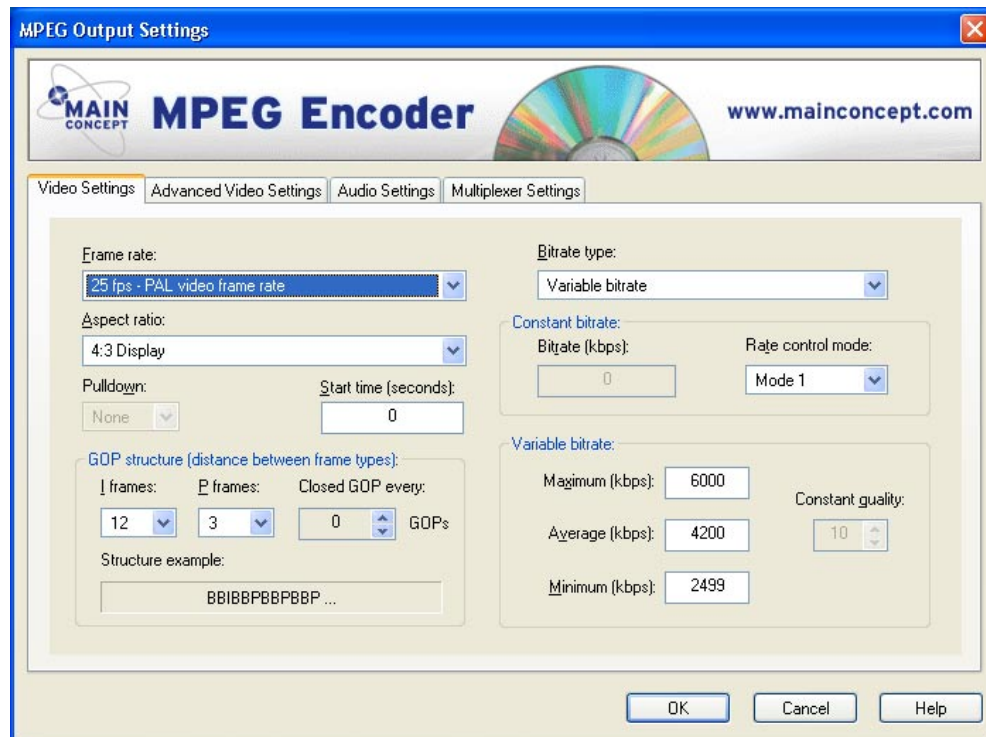 MPEG Output Settings
MAIN CONCEPT MPEG Encoder www.mainconcept.com
Video Settings Advanced Video Settings Audio Settings Multiplexer Settings
Frame rate:
25 fps - PAL video frame rate
Aspect ratio:
4:3 Display
Pulldown: Start time (seconds):
None 0
GOP structure (distance between frame types):
I frames: P frames: Closed GOP every:
12 3 0 GOPs
Structure example:
BBIBBPBBPBBP ...
Bitrate type:
Variable bitrate
Constant bitrate:
Bitrate (kbps): Rate control mode:
0 Mode 1
Variable bitrate:
Maximum (kbps): 6000
Constant quality:
Average (kbps): 4200 10
Minimum (kbps): 2499
OK Cancel Help